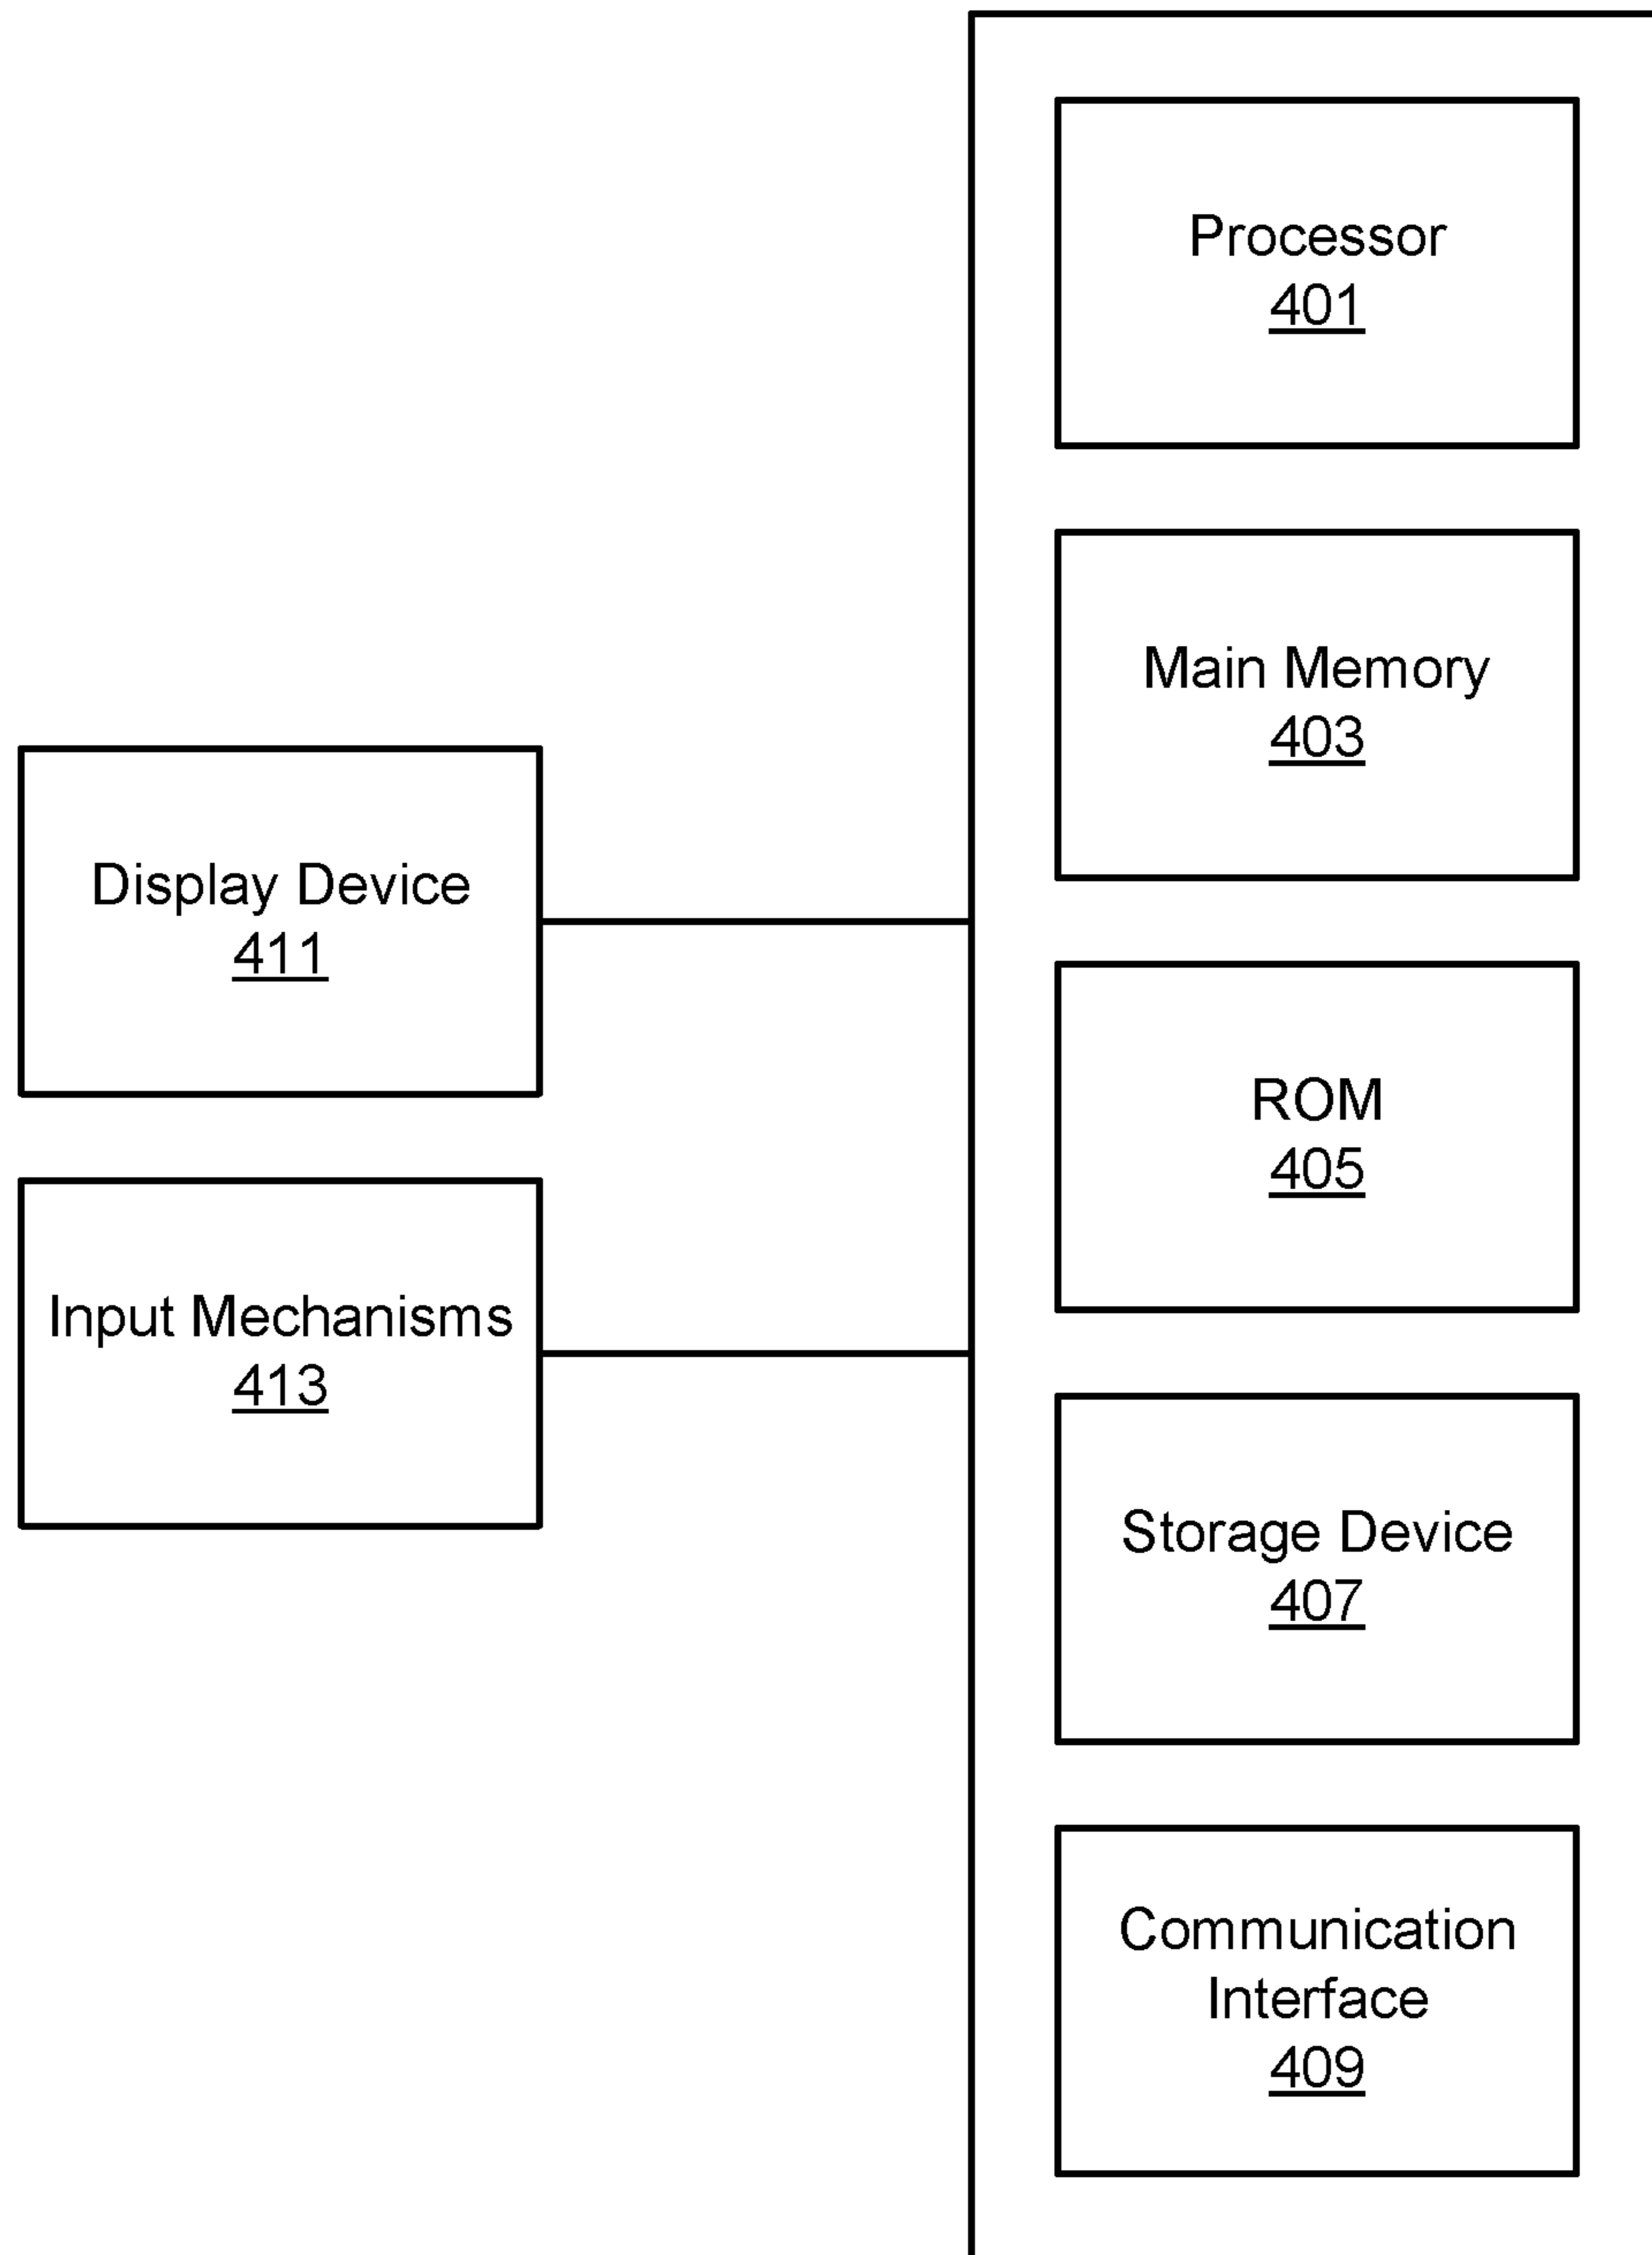 Processor
401
Main Memory
403
Display Device
411
ROM
405
Input Mechanisms
413
Storage Device
407
Communication
Interface
409